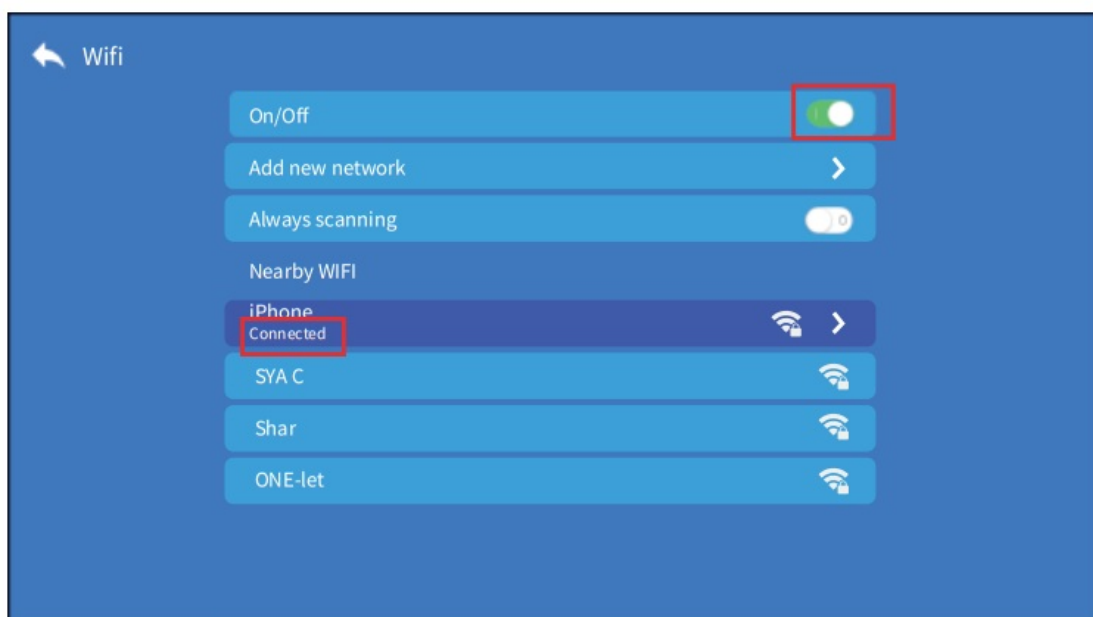 Wifi
On/Off
Add new network
Always scanning
Nearby WIFI
iPhone
Connected
SYA C
Shar
ONE-let